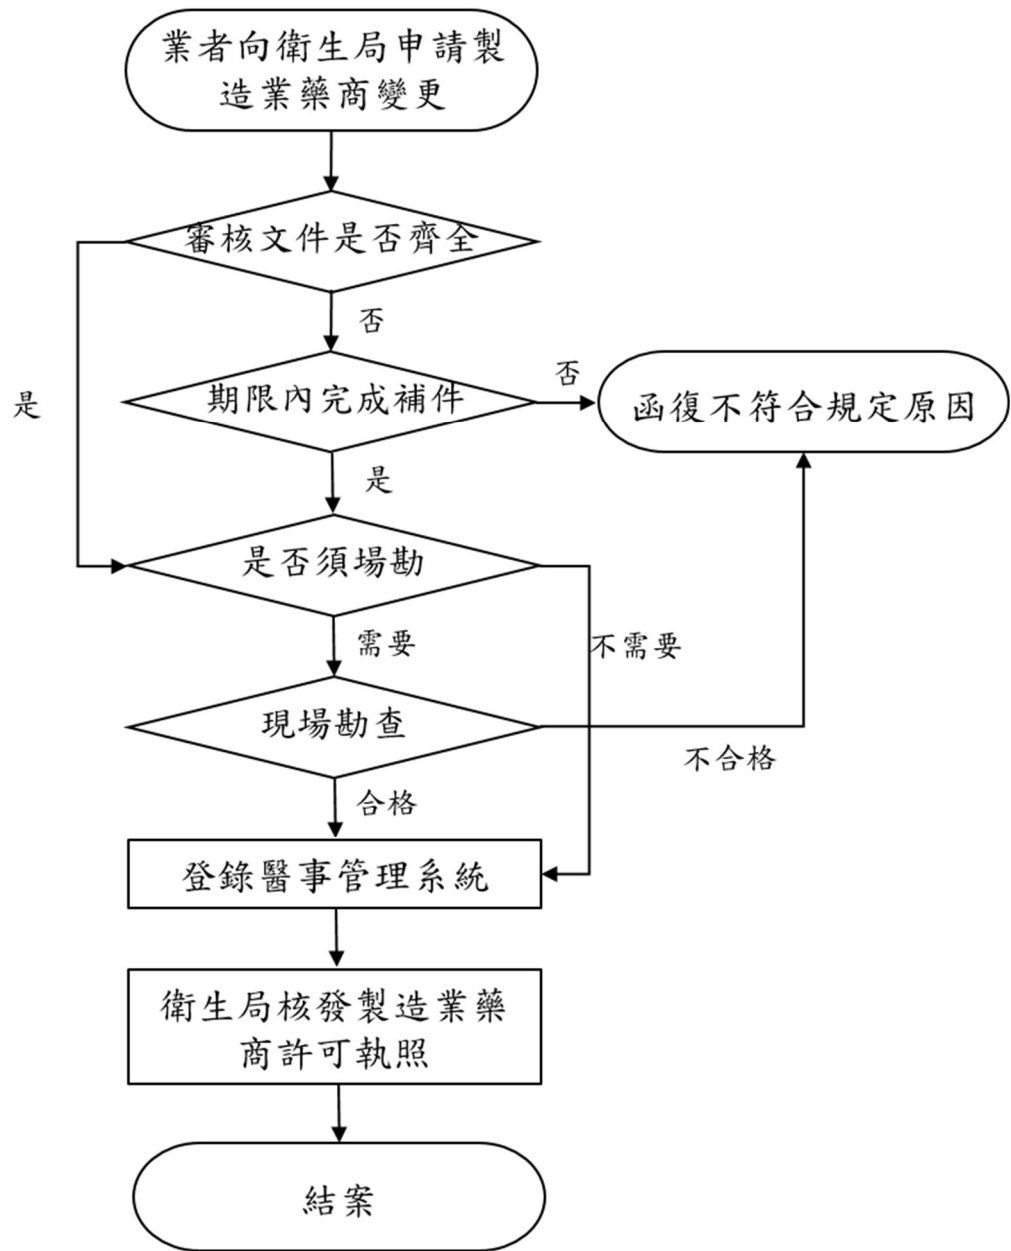 業者向衛生局申請製
造業藥商變更
審核文件是否齊全
否
是
期限內完成補件
否
函復不符合規定原因
是
是否須場勘
需要
不需要
現場勘查
不合格
合格
登錄醫事管理系統
衛生局核發製造業藥
商許可執照
結案